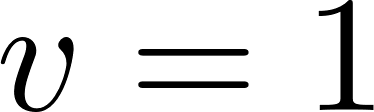 v = 1